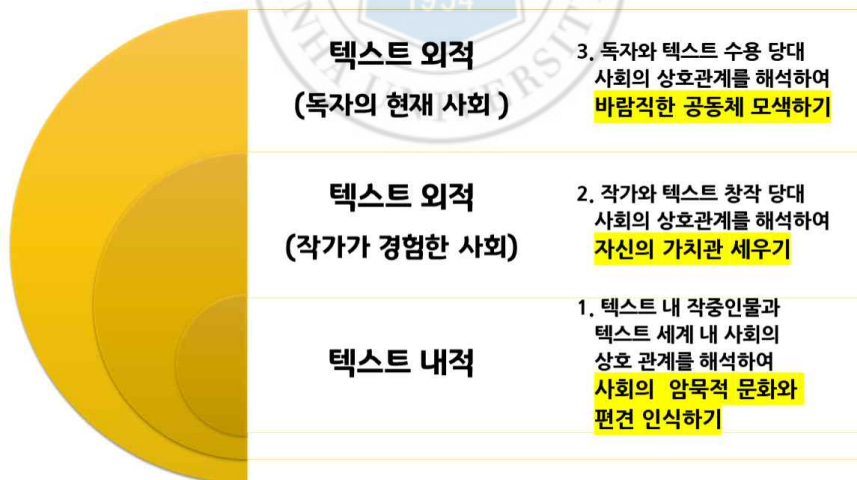 1954
NHA UNIVERSIT
텍스트 외적
(독자의 현재 사회 )
3. 독자와 텍스트 수용 당대
사회의 상호관계를 해석하여
바람직한 공동체 모색하기
텍스트 외적
(작가가 경험한 사회)
2. 작가와 텍스트 창작 당대
사회의 상호관계를 해석하여
자신의 가치관 세우기
텍스트 내적
1. 텍스트 내 작중인물과
텍스트 세계 내 사회의
상호 관계를 해석하여
사회의 암묵적 문화와
편견 인식하기